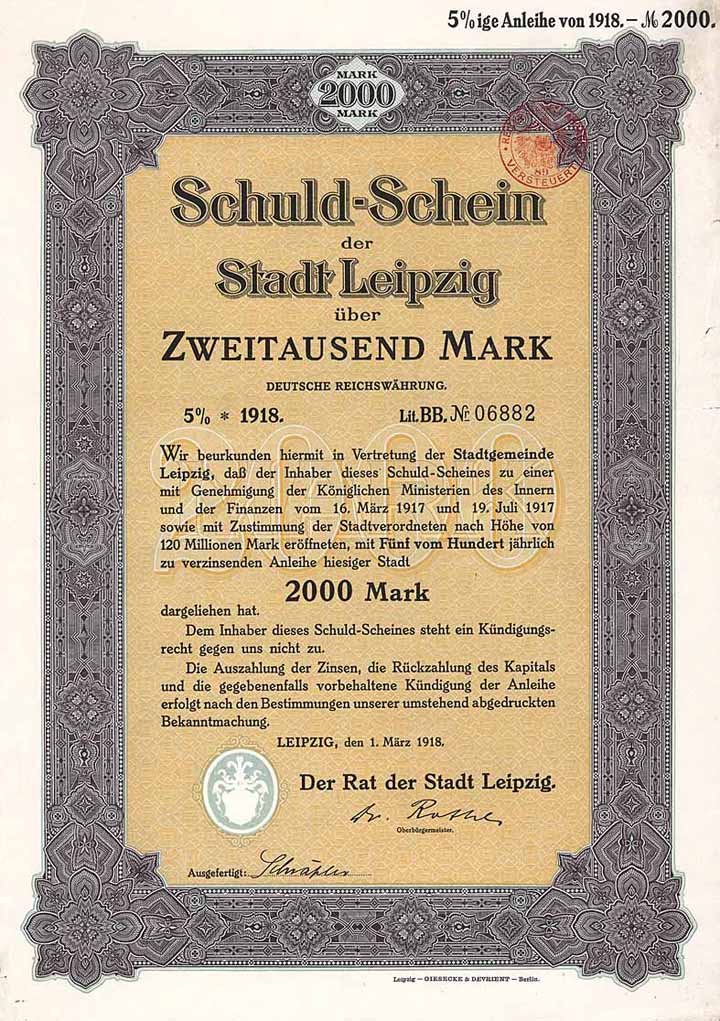 5%ige Anleihe von 1918. – ℳ 2000.
MARK
2000
MARK
VERSTEUERT
Schuld-Schein
der
Stadt Leipzig
über
ZWEITAUSEND MARK
DEUTSCHE REICHSWÄHRUNG.
5% * 1918. Lit. BB. № 06882
Wir beurkunden hiermit in Vertretung der Stadtgemeinde
Leipzig, daß der Inhaber dieses Schuld-Scheines zu einer
mit Genehmigung der Königlichen Ministerien des Innern
und der Finanzen vom 16. März 1917 und 19. Juli 1917
sowie mit Zustimmung der Stadtverordneten nach Höhe von
120 Millionen Mark eröffneten, mit Fünf vom Hundert jährlich
zu verzinsenden Anleihe hiesiger Stadt
2000 Mark
dargeliehen hat.
Dem Inhaber dieses Schuld-Scheines steht ein Kündigungs-
recht gegen uns nicht zu.
Die Auszahlung der Zinsen, die Rückzahlung des Kapitals
und die gegebenenfalls vorbehaltene Kündigung der Anleihe
erfolgt nach den Bestimmungen unserer umstehend abgedruckten
Bekanntmachung.
LEIPZIG, den 1. März 1918.
Der Rat der Stadt Leipzig.
Dr. Rothe
Oberbürgermeister.
Ausgefertigt:
Leipzig – GIESECKE & DEVRIENT – Berlin.